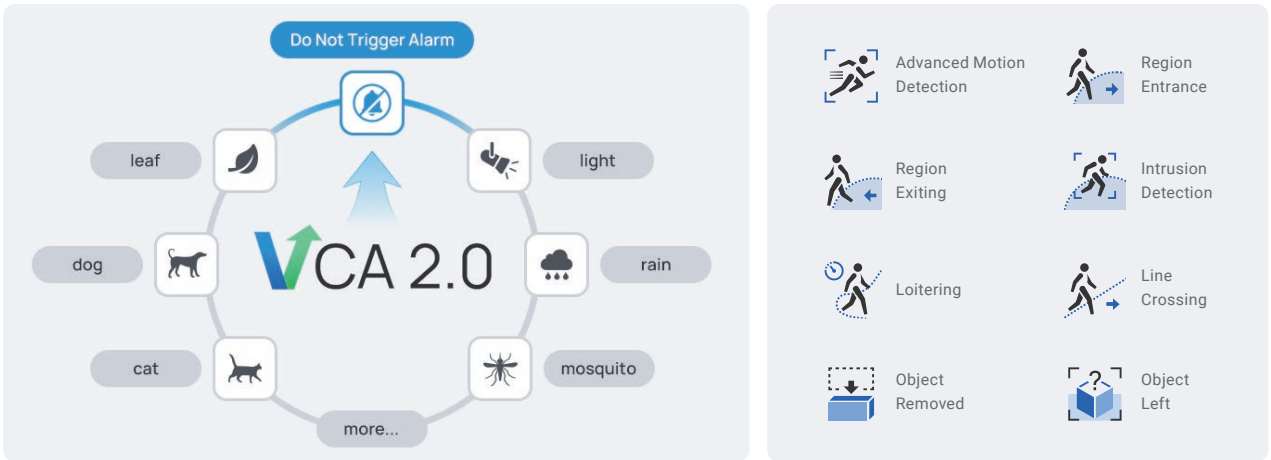 Do Not Trigger Alarm
leaf
light
dog
VCA 2.0
rain
cat
mosquito
more...
Advanced Motion
Detection
Region
Entrance
Region
Exiting
Intrusion
Detection
Loitering
Line
Crossing
Object
Removed
?
Object
Left